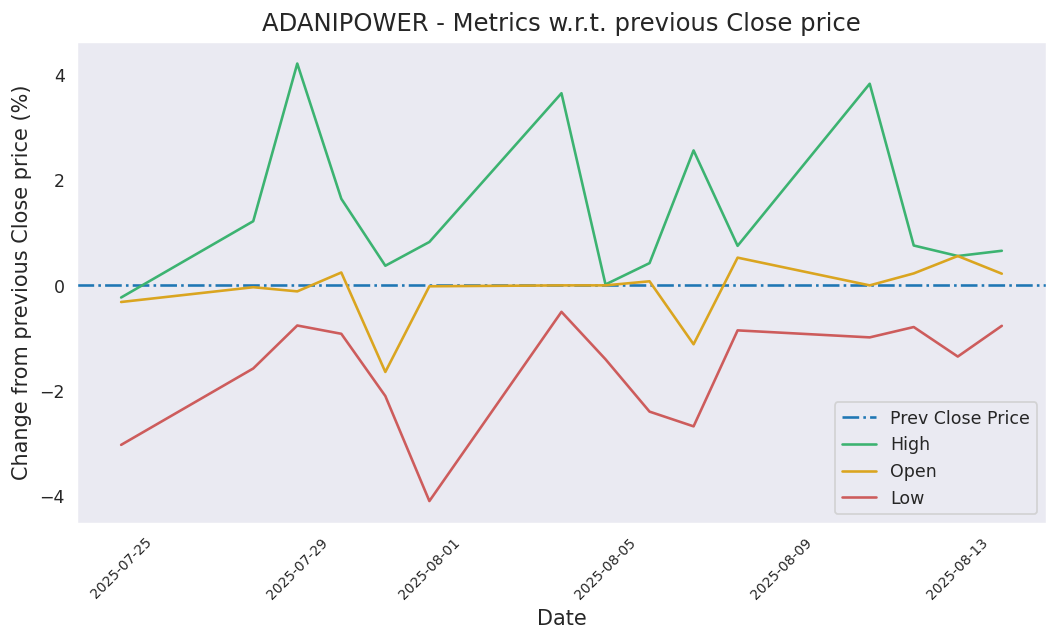 ADANIPOWER - Metrics w.r.t. previous Close price
Change from previous Close price (%)
4
2
0
−2
−4
Prev Close Price
High
Open
Low
2025-07-25
2025-07-29
2025-08-01
2025-08-05
2025-08-09
2025-08-13
Date